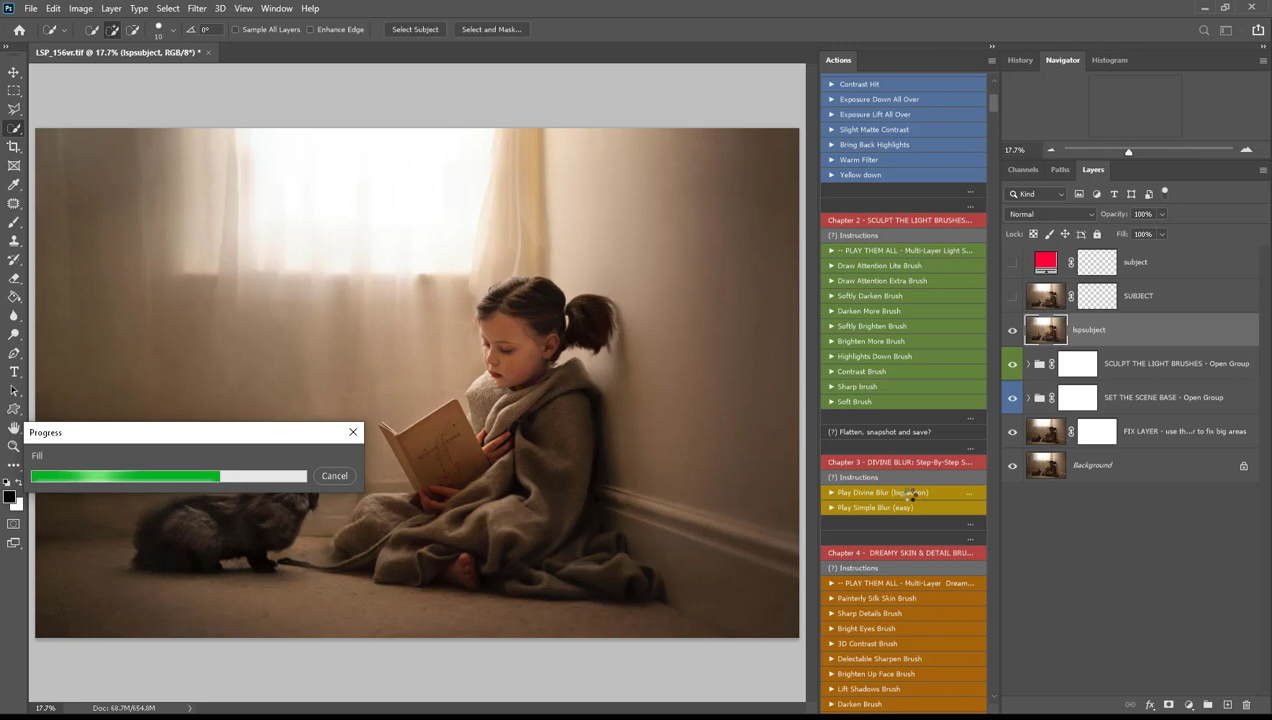 Ps File Edit Image Layer Type Select Filter 3D View Window Help
10 0° Sample All Layers Enhance Edge Select Subject Select and Mask...
LSP_156vr.tif @ 17.7% (lspsubject, RGB/8*) * ×
Actions
Contrast Hit
Exposure Down All Over
Exposure Lift All Over
Slight Matte Contrast
Bring Back Highlights
Warm Filter
Yellow down
...
...
Chapter 2 - SCULPT THE LIGHT BRUSHES...
(?) Instructions
-- PLAY THEM ALL - Multi-Layer Light S...
Draw Attention Lite Brush
Draw Attention Extra Brush
Softly Darken Brush
Darken More Brush
Softly Brighten Brush
Brighten More Brush
Highlights Down Brush
Contrast Brush
Sharp brush
Soft Brush
...
(?) Flatten, snapshot and save?
...
Chapter 3 - DIVINE BLUR: Step-By-Step S...
(?) Instructions
Play Divine Blur ...
Play Simple Blur (easy)
...
...
Chapter 4 - DREAMY SKIN & DETAIL BRU...
(?) Instructions
-- PLAY THEM ALL - Multi-Layer Dream...
Painterly Silk Skin Brush
Sharp Details Brush
Bright Eyes Brush
3D Contrast Brush
Delectable Sharpen Brush
Brighten Up Face Brush
Lift Shadows Brush
Darken Brush
History Navigator Histogram
17.7%
Channels Paths Layers
Kind
Normal Opacity: 100%
Lock: Fill: 100%
subject
SUBJECT
lspsubject
SCULPT THE LIGHT BRUSHES - Open Group
SET THE SCENE BASE - Open Group
FIX LAYER - use th...r to fix big areas
Background
fx
Progress
Fill
Cancel
17.7% Doc: 68.7M/654.8M